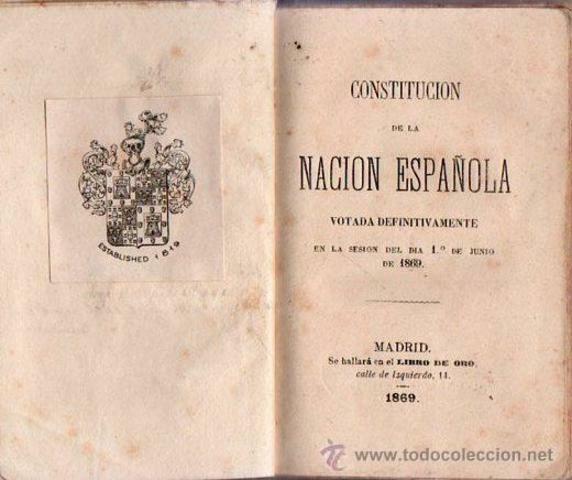 ESTABLISHED 1819
CONSTITUCION
DE LA
NACION ESPAÑOLA
VOTADA DEFINITIVAMENTE
EN LA SESION DEL DIA 1.º DE JUNIO
DE 1869.
MADRID.
Se hallará en el LIBRO DE ORO,
calle de Izquierdo, 11.
1869.
www.todocoleccion.net